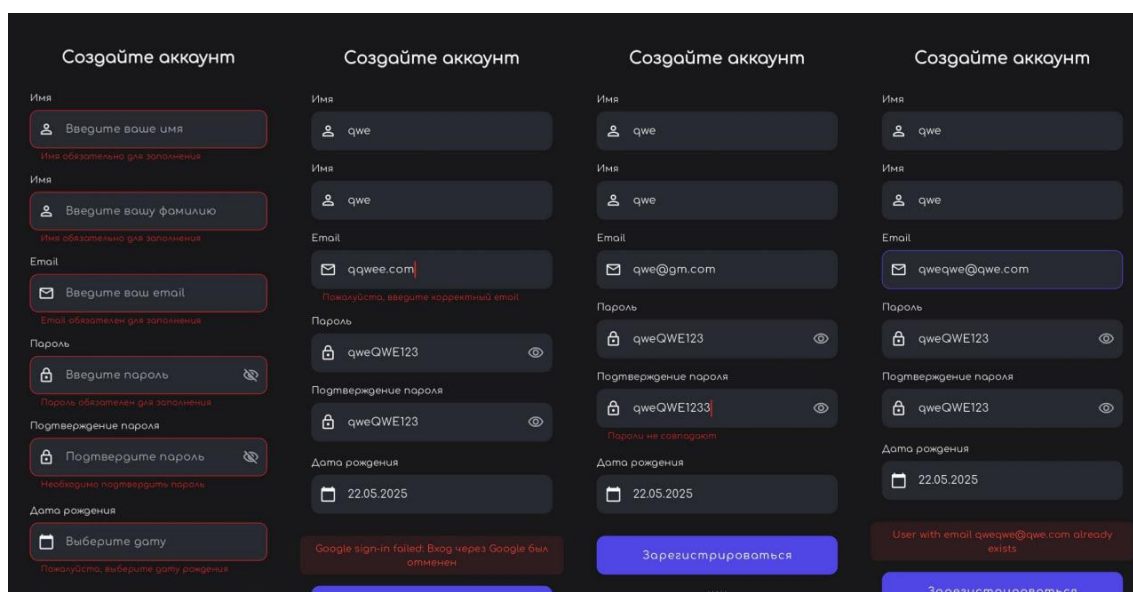 Создайте аккаунт
Имя
Введите ваше имя
Имя обязательно для заполнения
Имя
Введите вашу фамилию
Имя обязательно для заполнения
Email
Введите ваш email
Email обязателен для заполнения
Пароль
Введите пароль
Пароль обязателен для заполнения
Подтверждение пароля
Подтвердите пароль
Необходимо подтвердить пароль
Дата рождения
Выберите дату
Пожалуйста, выберите дату рождения
Создайте аккаунт
Имя
qwe
Имя
qwe
Email
qqwee.com
Пожалуйста, введите корректный email
Пароль
qweQWE123
Подтверждение пароля
qweQWE123
Дата рождения
22.05.2025
Google sign-in failed: Вход через Google был
отменен
Создайте аккаунт
Имя
qwe
Имя
qwe
Email
qwe@gm.com
Пароль
qweQWE123
Подтверждение пароля
qweQWE1233
Пароли не совпадают
Дата рождения
22.05.2025
Зарегистрироваться
Создайте аккаунт
Имя
qwe
Имя
qwe
Email
qweqwe@qwe.com
Пароль
qweQWE123
Подтверждение пароля
qweQWE123
Дата рождения
22.05.2025
User with email qweqwe@qwe.com already
exists
Зарегистрироваться